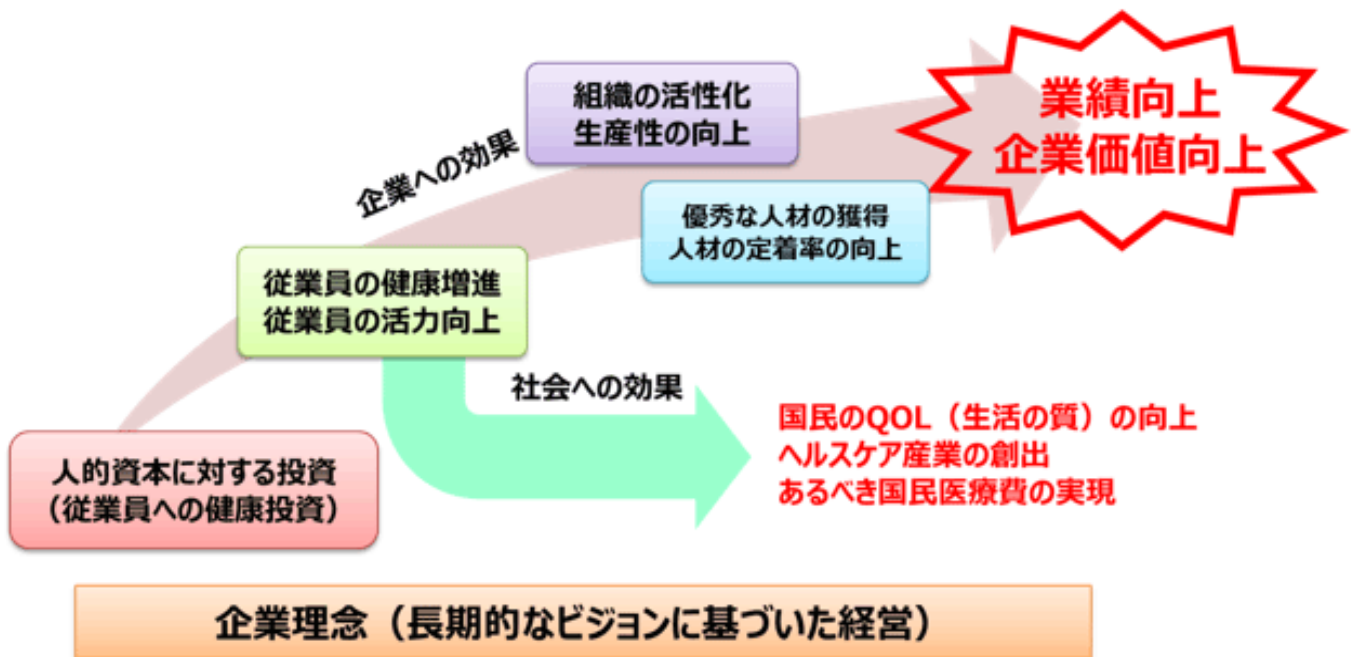 業績向上
企業価値向上
組織の活性化
生産性の向上
企業への効果
優秀な人材の獲得
人材の定着率の向上
従業員の健康増進
従業員の活力向上
社会への効果
国民のQOL（生活の質）の向上
ヘルスケア産業の創出
あるべき国民医療費の実現
人的資本に対する投資
（従業員への健康投資）
企業理念（長期的なビジョンに基づいた経営）